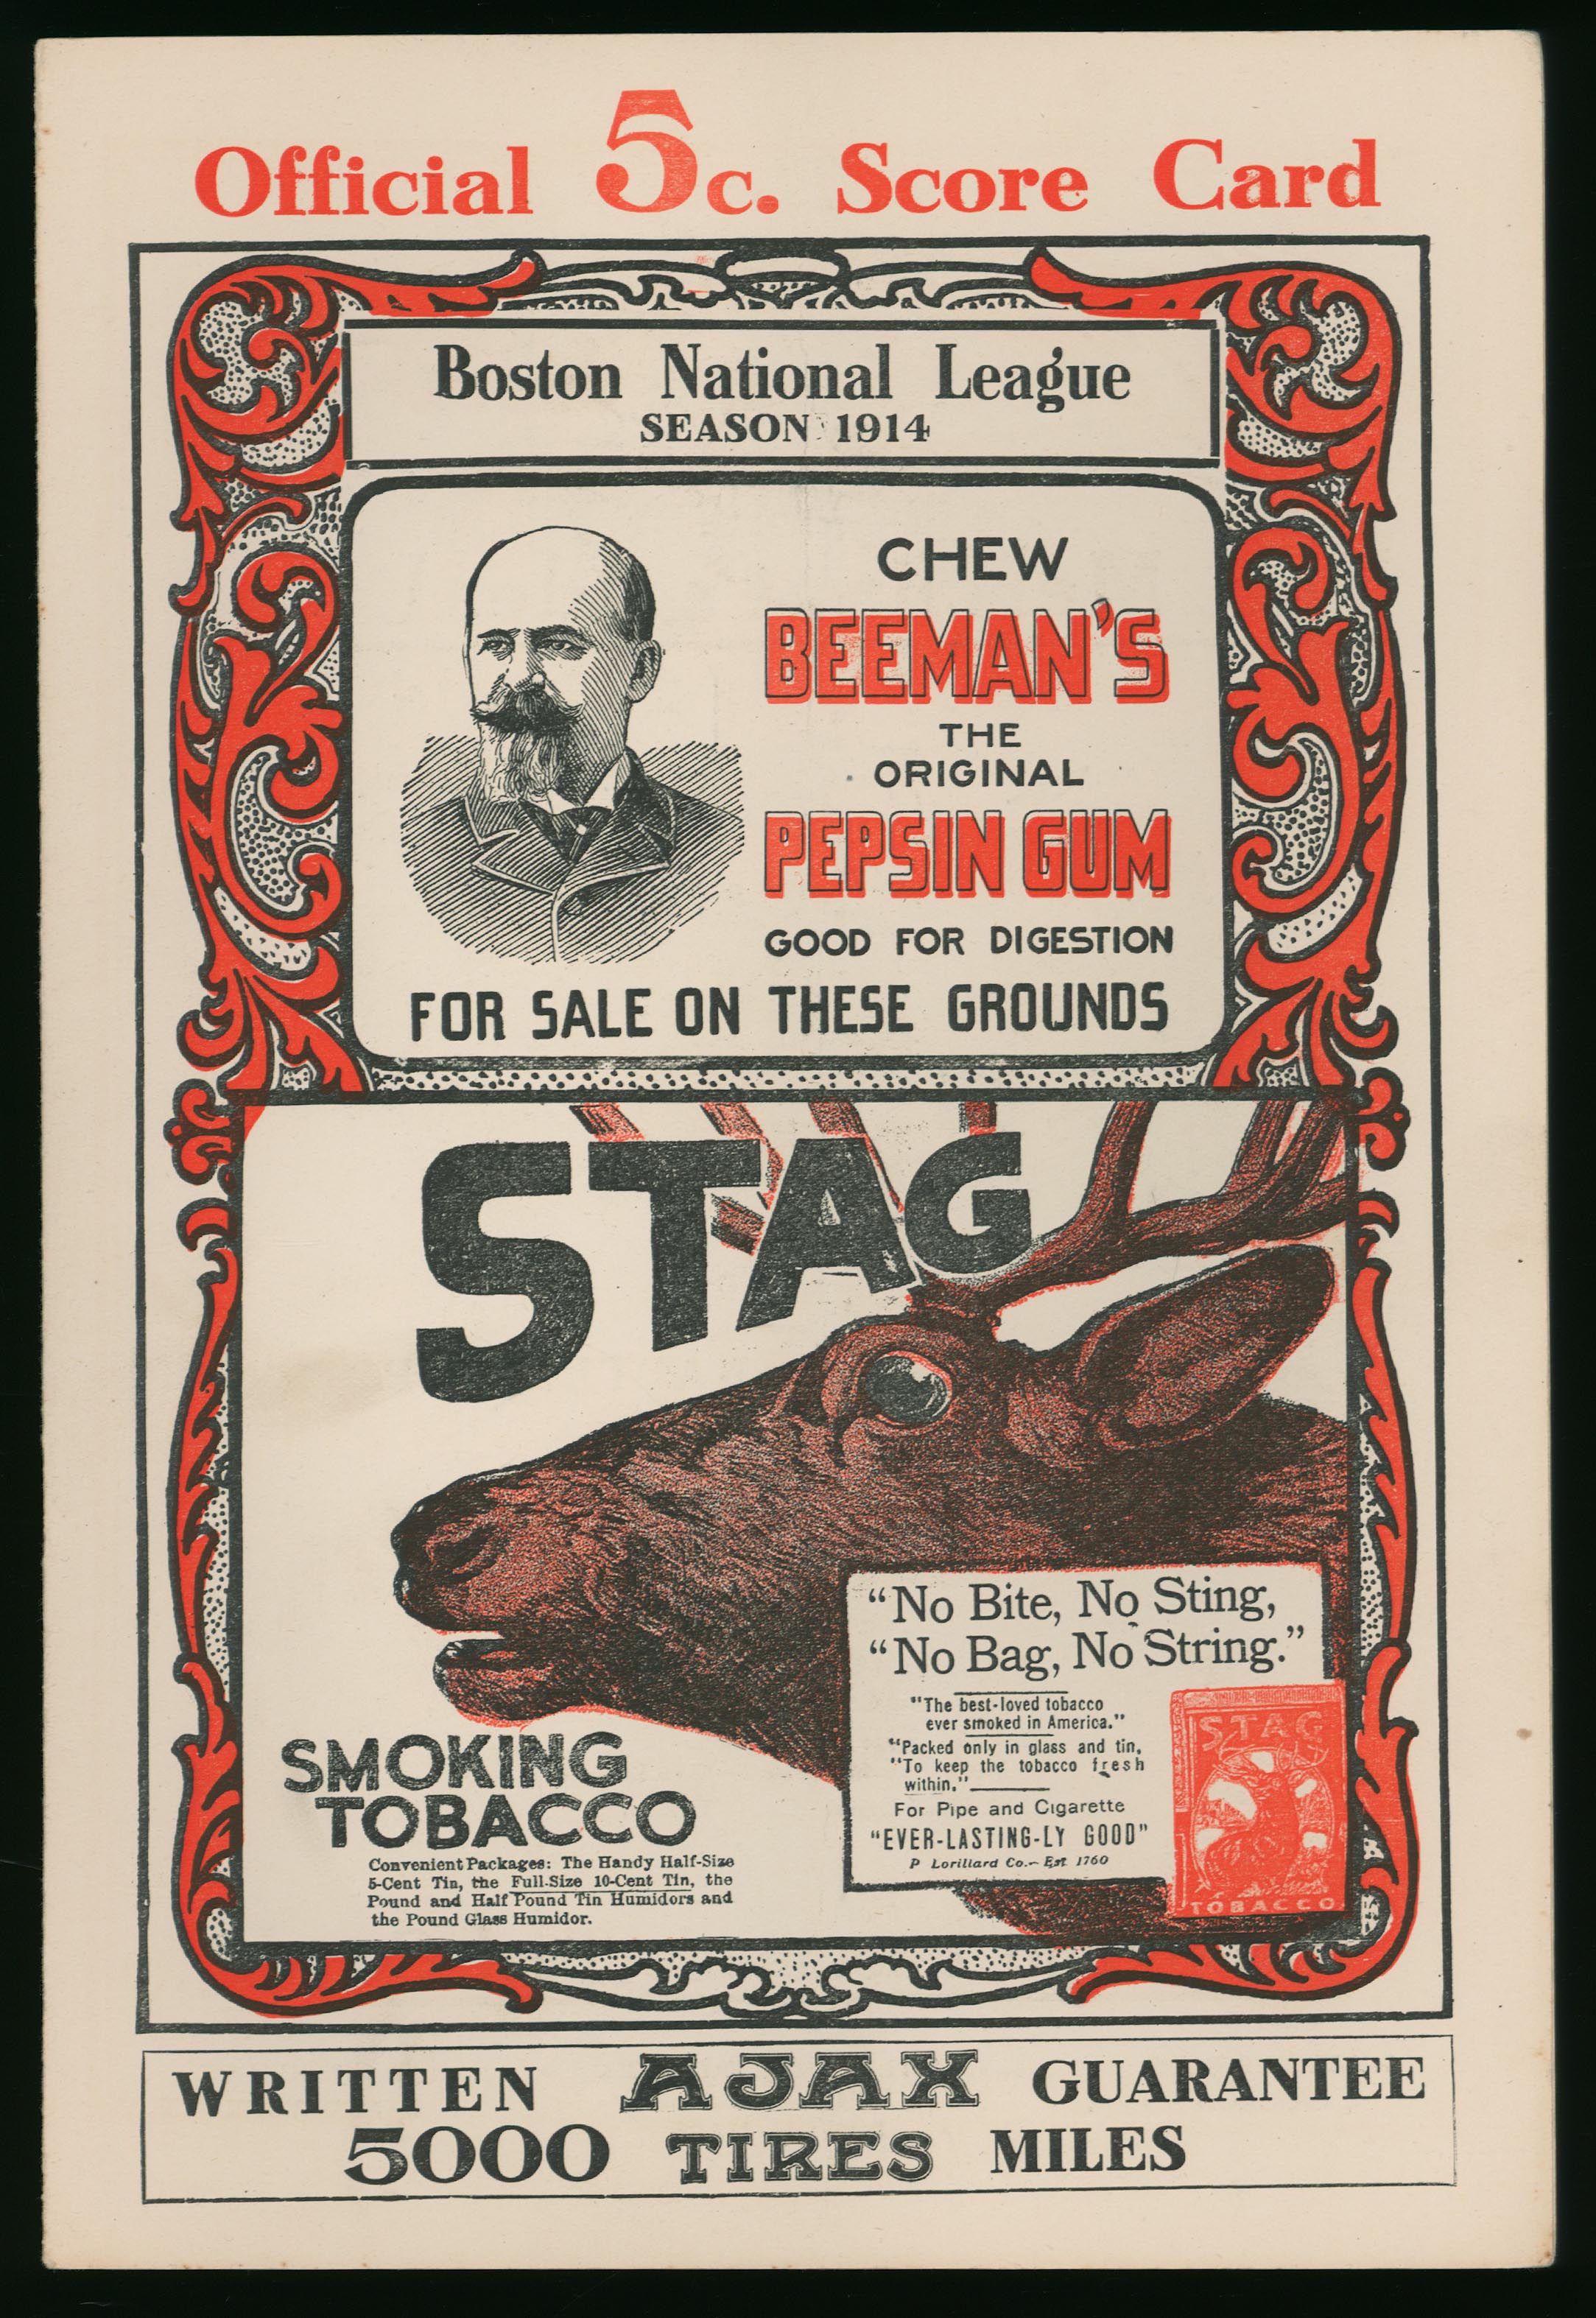 Official 5c. Score Card
Boston National League
SEASON 1914
CHEW
BEEMAN'S
THE
ORIGINAL
PEPSIN GUM
GOOD FOR DIGESTION
FOR SALE ON THESE GROUNDS
STAG
"No Bite, No Sting,
"No Bag, No String."
"The best-loved tobacco
ever smoked in America."
"Packed only in glass and tin,
"To keep the tobacco fresh
within."
For Pipe and Cigarette
"EVER-LASTING-LY GOOD"
P Lorillard Co.- Est 1760
STAG
TOBACCO
SMOKING
TOBACCO
Convenient Packages: The Handy Half-Size
5-Cent Tin, the Full-Size 10-Cent Tin, the
Pound and Half Pound Tin Humidors and
the Pound Glass Humidor.
WRITTEN AJAX GUARANTEE
5000 TIRES MILES